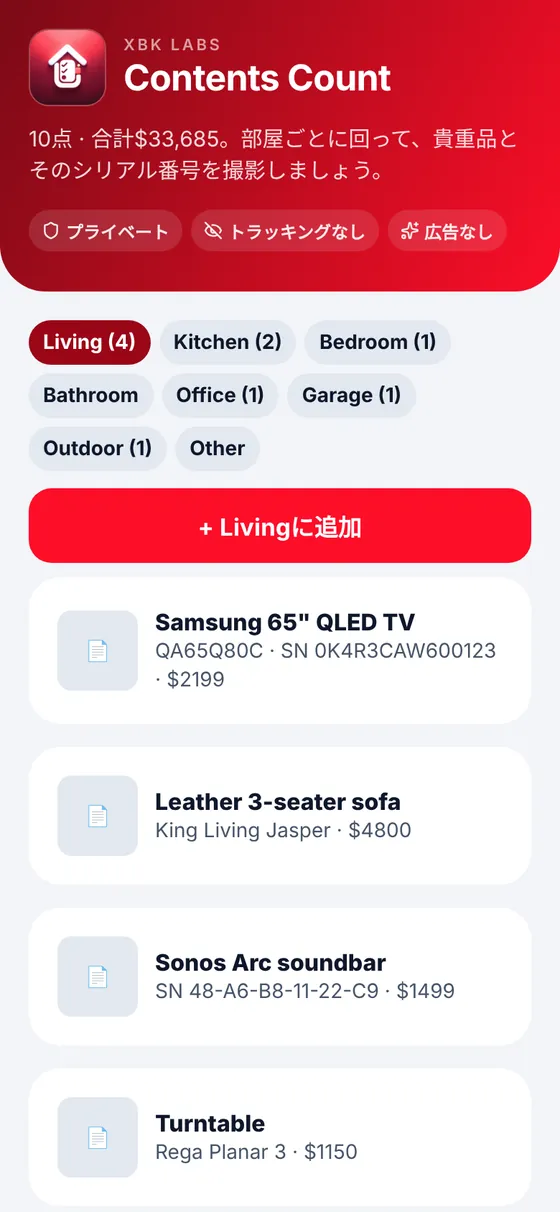 XBK LABS
Contents Count
10点 · 合計$33,685。部屋ごとに回って、貴重品と
そのシリアル番号を撮影しましょう。
プライベート トラッキングなし 広告なし
Living (4) Kitchen (2) Bedroom (1)
Bathroom Office (1) Garage (1)
Outdoor (1) Other
+ Livingに追加
Samsung 65" QLED TV
QA65Q80C · SN 0K4R3CAW600123
· $2199
Leather 3-seater sofa
King Living Jasper · $4800
Sonos Arc soundbar
SN 48-A6-B8-11-22-C9 · $1499
Turntable
Rega Planar 3 · $1150